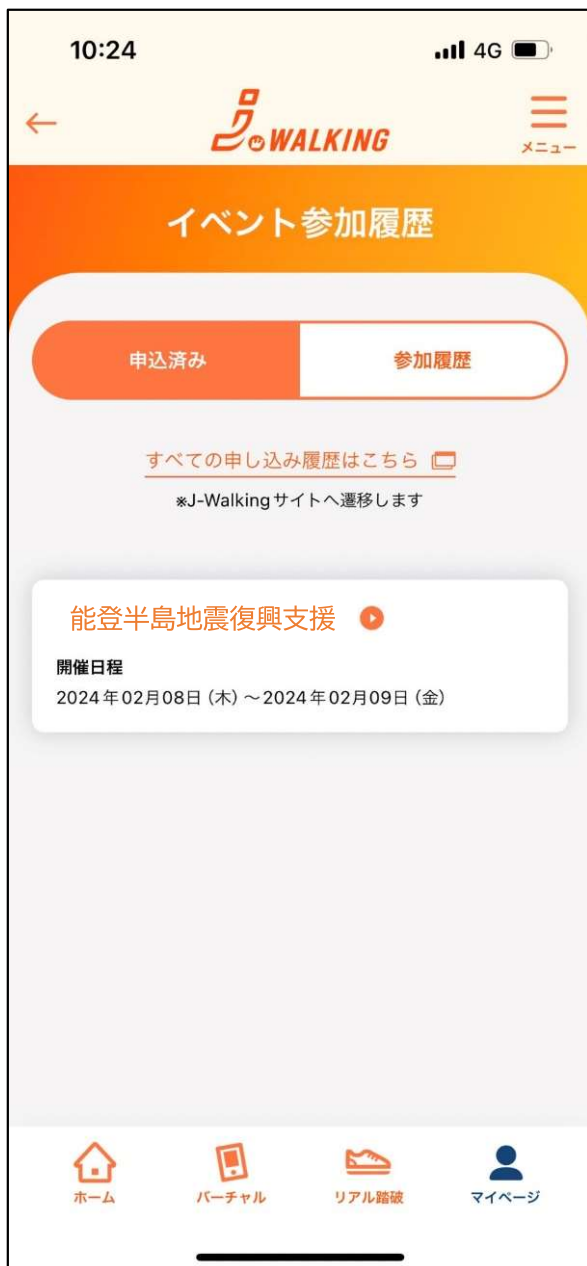 10:24
4G
J WALKING
メニュー
イベント参加履歴
申込済み
参加履歴
すべての申し込み履歴はこちら
※J-Walkingサイトへ遷移します
能登半島地震復興支援
開催日程
2024年02月08日（木）～2024年02月09日（金）
ホーム
バーチャル
リアル踏破
マイページ